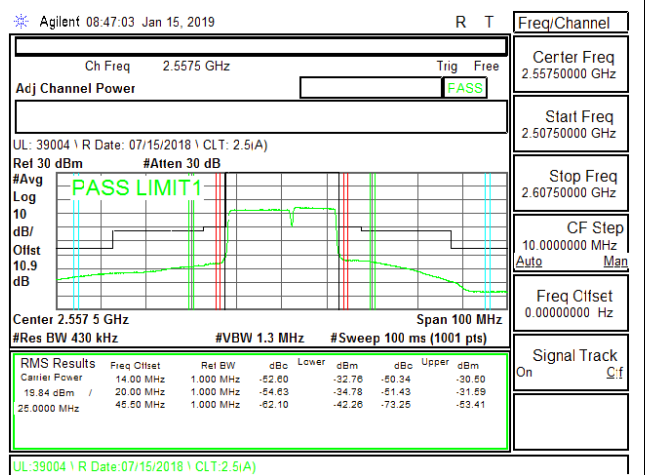 Agilent 08:47:03 Jan 15, 2019 R T
Freq/Channel
Ch Freq 2.5575 GHz Trig Free
Adj Channel Power PASS
Center Freq
2.55750000 GHz
Start Freq
2.50750000 GHz
Stop Freq
2.60750000 GHz
CF Step
10.0000000 MHz
Auto Man
Freq Offset
0.00000000 Hz
Signal Track
On Off
UL: 39004 \ R Date: 07/15/2018 \ CLT: 2.5(A)
Ref 30 dBm #Atten 30 dB
#Avg
Log
10
dB/
Offst
10.9
dB
PASS LIMIT1
Center 2.557 5 GHz Span 100 MHz
#Res BW 430 kHz #VBW 1.3 MHz #Sweep 100 ms (1001 pts)
RMS Results Freq Offset Ref BW dBc Lower dBm dBc Upper dBm
Carrier Power 14.00 MHz 1.000 MHz -52.60 -32.76 -50.34 -30.50
19.84 dBm / 20.00 MHz 1.000 MHz -54.63 -34.78 -51.43 -31.59
25.0000 MHz 45.50 MHz 1.000 MHz -62.10 -42.26 -73.25 -53.41
UL:39004 \ R Date:07/15/2018 \ CLT:2.5(A)